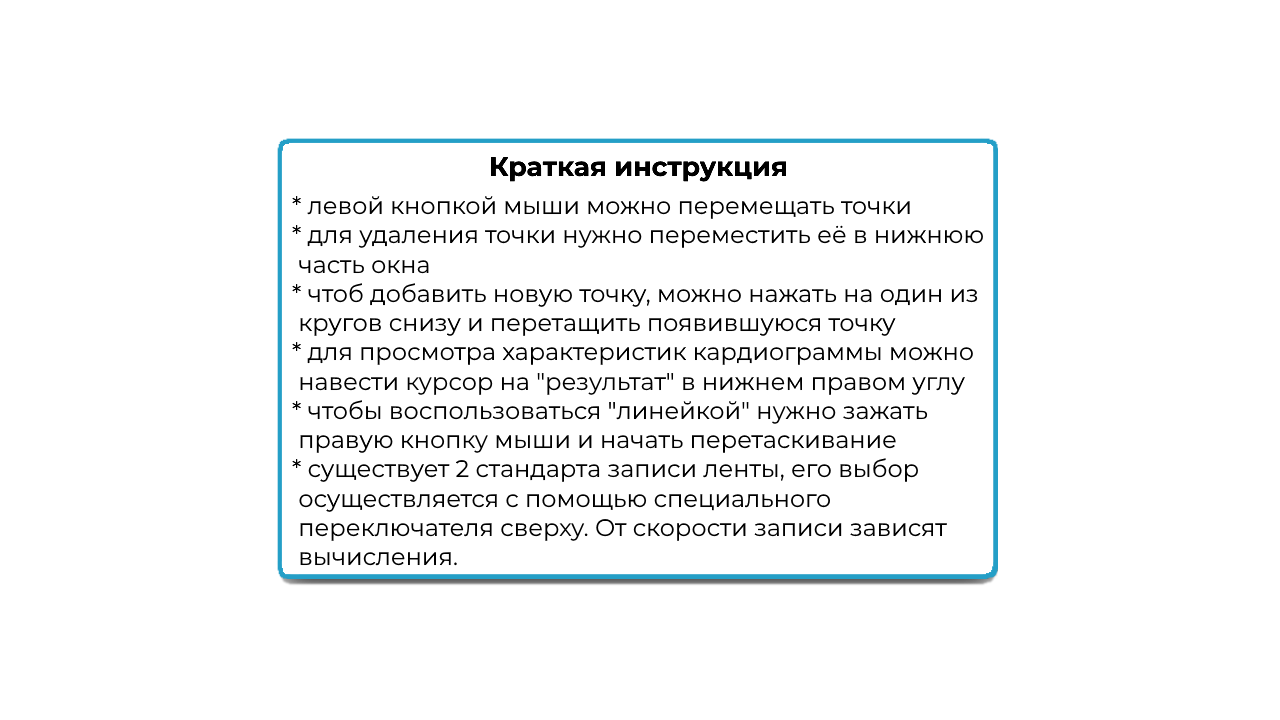 Краткая инструкция
* левой кнопкой мыши можно перемещать точки
* для удаления точки нужно переместить её в нижнюю
часть окна
* чтоб добавить новую точку, можно нажать на один из
кругов снизу и перетащить появившуюся точку
* для просмотра характеристик кардиограммы можно
навести курсор на "результат" в нижнем правом углу
* чтобы воспользоваться "линейкой" нужно зажать
правую кнопку мыши и начать перетаскивание
* существует 2 стандарта записи ленты, его выбор
осуществляется с помощью специального
переключателя сверху. От скорости записи зависят
вычисления.